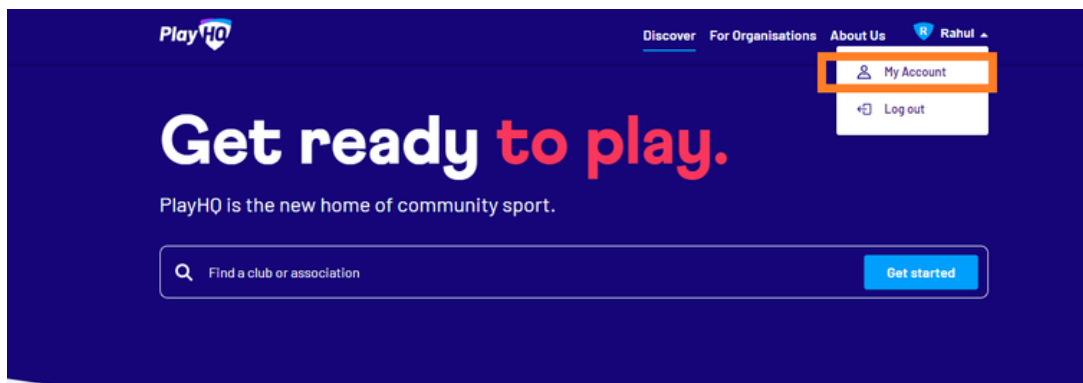 PlayHQ
Discover For Organisations About Us R Rahul
My Account
Log out
Get ready to play.
PlayHQ is the new home of community sport.
Find a club or association
Get started